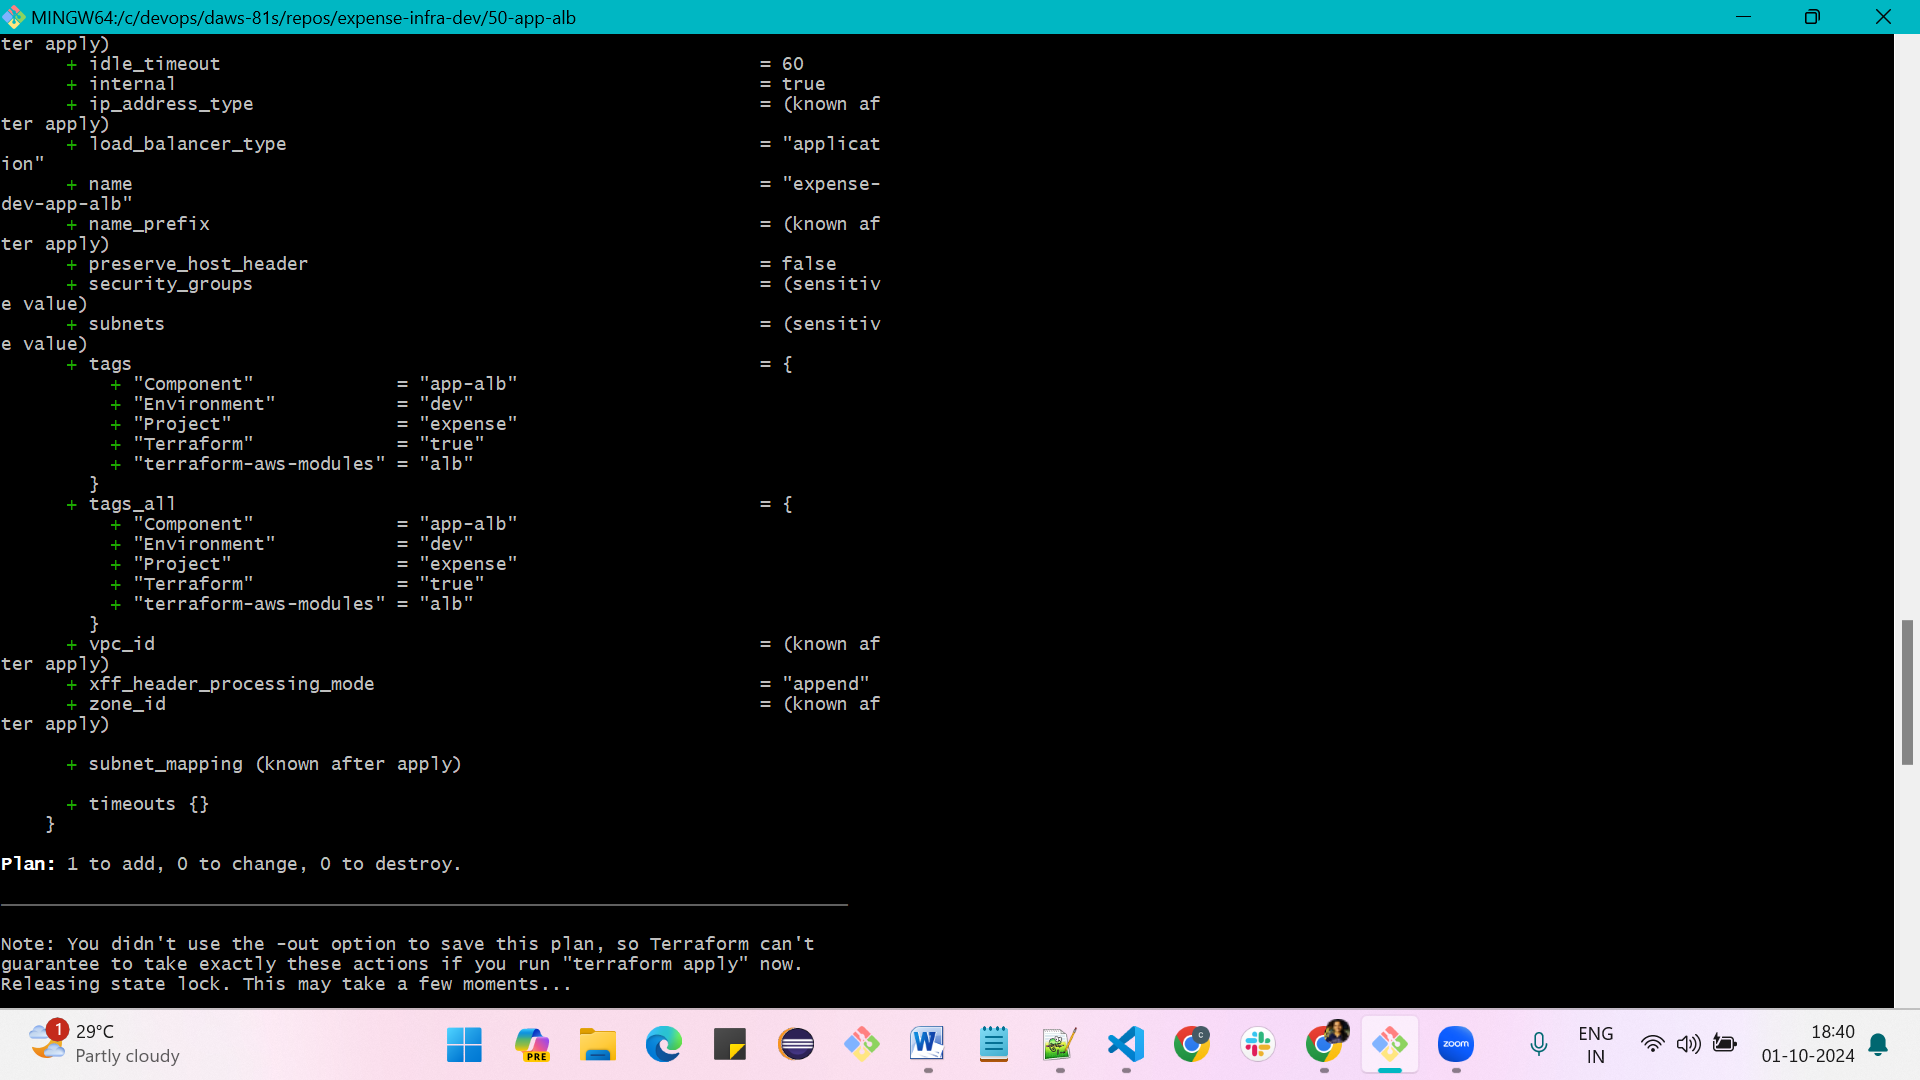 MINGW64:/c/devops/daws-81s/repos/expense-infra-dev/50-app-alb
ter apply)
+ idle_timeout = 60
+ internal = true
+ ip_address_type = (known af
ter apply)
+ load_balancer_type = "applicat
ion"
+ name = "expense-
dev-app-alb"
+ name_prefix = (known af
ter apply)
+ preserve_host_header = false
+ security_groups = (sensitiv
e value)
+ subnets = (sensitiv
e value)
+ tags = {
+ "Component" = "app-alb"
+ "Environment" = "dev"
+ "Project" = "expense"
+ "Terraform" = "true"
+ "terraform-aws-modules" = "alb"
}
+ tags_all = {
+ "Component" = "app-alb"
+ "Environment" = "dev"
+ "Project" = "expense"
+ "Terraform" = "true"
+ "terraform-aws-modules" = "alb"
}
+ vpc_id = (known af
ter apply)
+ xff_header_processing_mode = "append"
+ zone_id = (known af
ter apply)
+ subnet_mapping (known after apply)
+ timeouts {}
}
Plan: 1 to add, 0 to change, 0 to destroy.
Note: You didn't use the -out option to save this plan, so Terraform can't
guarantee to take exactly these actions if you run "terraform apply" now.
Releasing state lock. This may take a few moments...
1
29°C
Partly cloudy
PRE
W
C
zoom
ENG
IN
18:40
01-10-2024